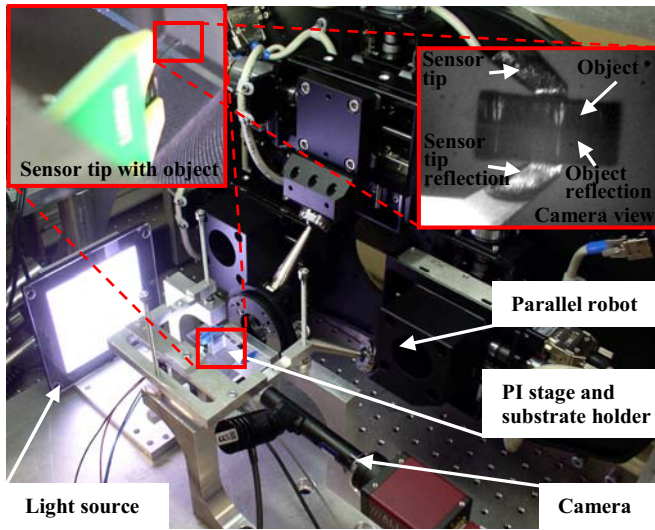 Sensor tip with object
Sensor
tip
Object
Sensor
tip
reflection
Object
reflection
Camera view
Parallel robot
PI stage and
substrate holder
Light source
Camera